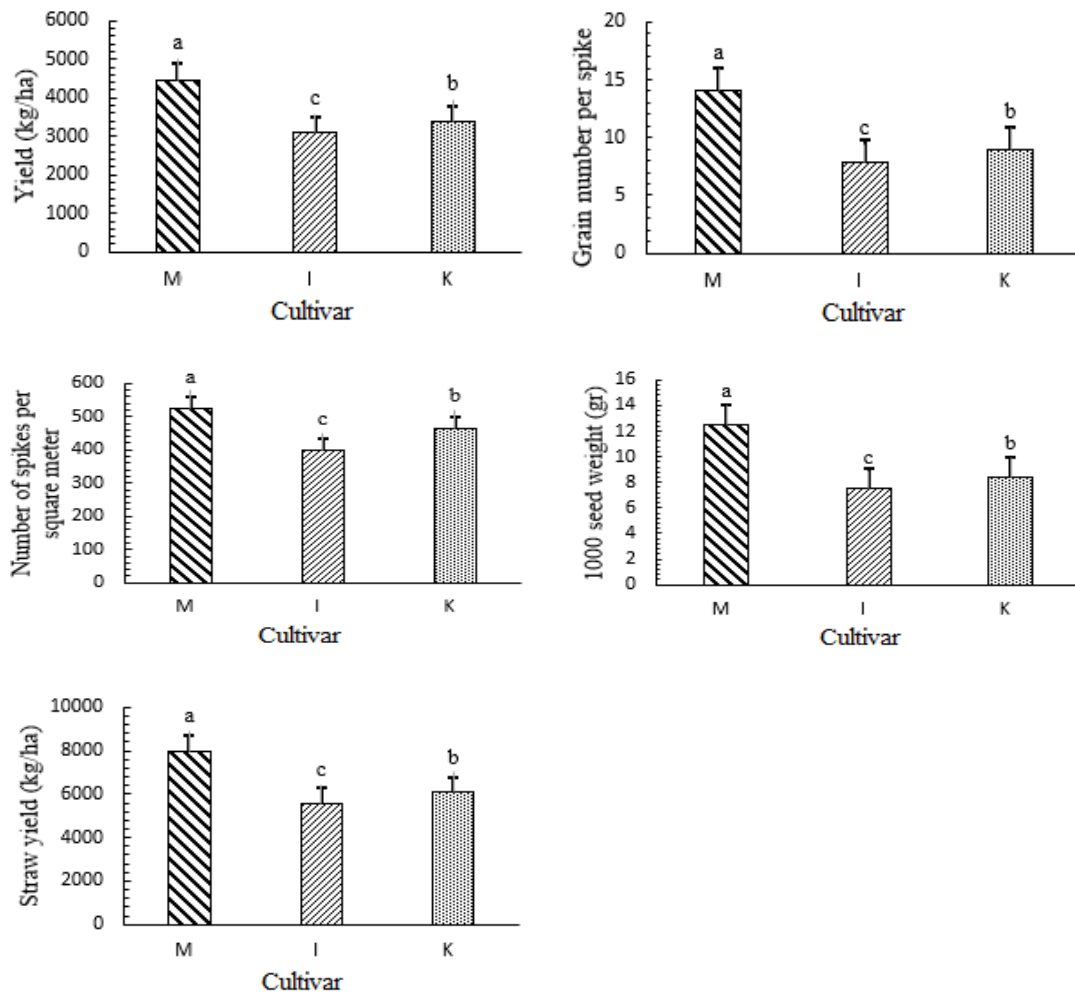 Yield (kg/ha)
6000
5000
4000
3000
2000
1000
0
a
c
b
M
I
K
Cultivar
Grain number per spike
20
15
10
5
0
a
c
b
M
I
K
Cultivar
Number of spikes per
square meter
600
500
400
300
200
100
0
a
c
b
M
I
K
Cultivar
1000 seed weight (gr)
16
14
12
10
8
6
4
2
0
a
c
b
M
I
K
Cultivar
Straw yield (kg/ha)
10000
8000
6000
4000
2000
0
a
c
b
M
I
K
Cultivar